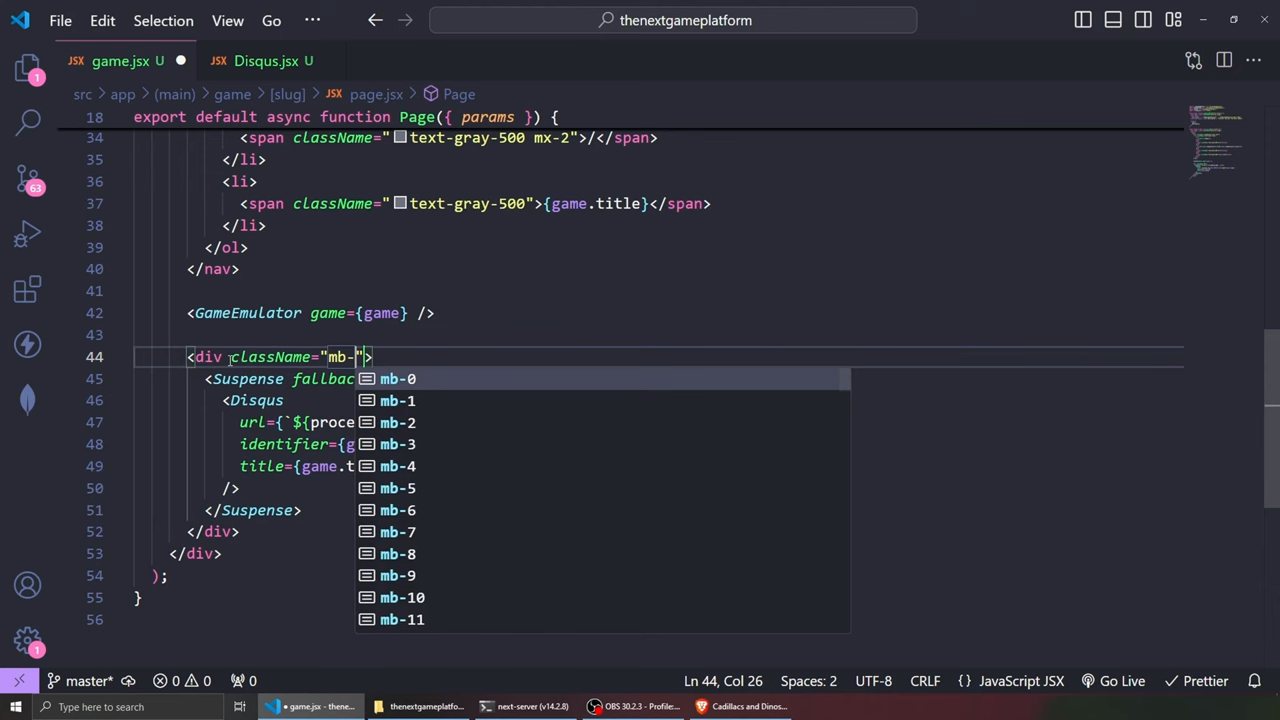 File Edit Selection View Go ··· thenextgameplatform
JSX game.jsx U JSX Disqus.jsx U
src > app > (main) > game > [slug] > JSX page.jsx > Page
18 export default async function Page({ params }) {
34 <span className="text-gray-500 mx-2">/</span>
35 </li>
36 <li>
37 <span className="text-gray-500">{game.title}</span>
38 </li>
39 </ol>
40 </nav>
41
42 <GameEmulator game={game} />
43
44 <div className="mb-">
45 <Suspense fallbac mb-0
46 <Disqus mb-1
47 url={`${proce mb-2
48 identifier={g mb-3
49 title={game.t mb-4
50 /> mb-5
51 </Suspense> mb-6
52 </div> mb-7
53 </div> mb-8
54 ); mb-9
55 } mb-10
56 mb-11
1
63
1
master* 0 0 0 Ln 44, Col 26 Spaces: 2 UTF-8 CRLF {} JavaScript JSX Go Live Prettier
Type here to search game.jsx - thene... thenextgameplatfo... next-server (v14.2.8) OBS 30.2.3 - Profile:... Cadillacs and Dinos...